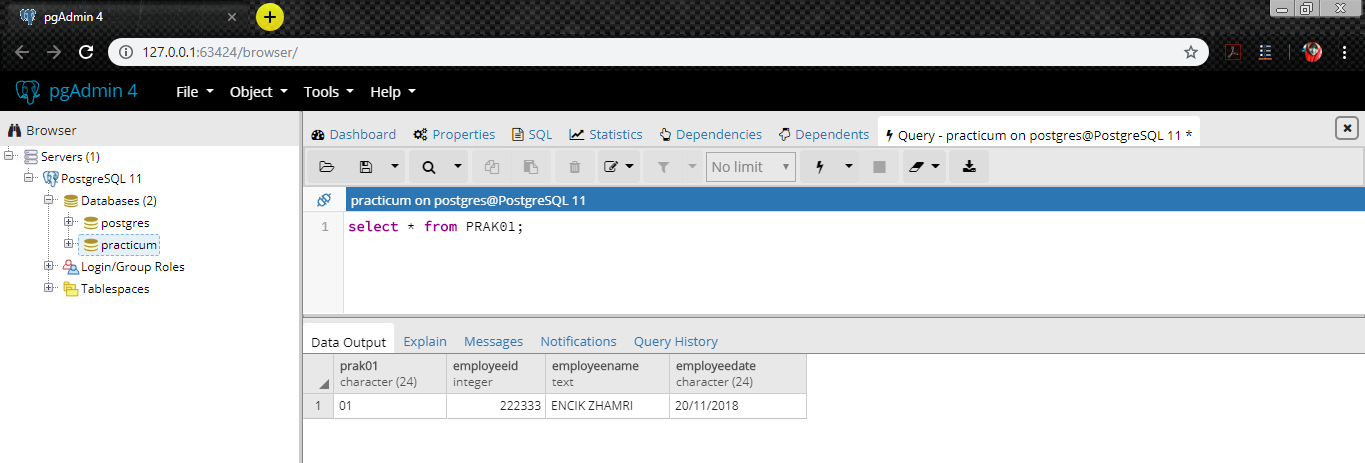 pgAdmin 4
127.0.0.1:63424/browser/
pgAdmin 4 File Object Tools Help
Browser
Servers (1)
PostgreSQL 11
Databases (2)
postgres
practicum
Login/Group Roles
Tablespaces
Dashboard Properties SQL Statistics Dependencies Dependents Query - practicum on postgres@PostgreSQL 11 *
No limit
practicum on postgres@PostgreSQL 11
1 select * from PRAK01;
Data Output Explain Messages Notifications Query History
prak01 employeeid employeename employeedate
character (24) integer text character (24)
1 01 222333 ENCIK ZHAMRI 20/11/2018